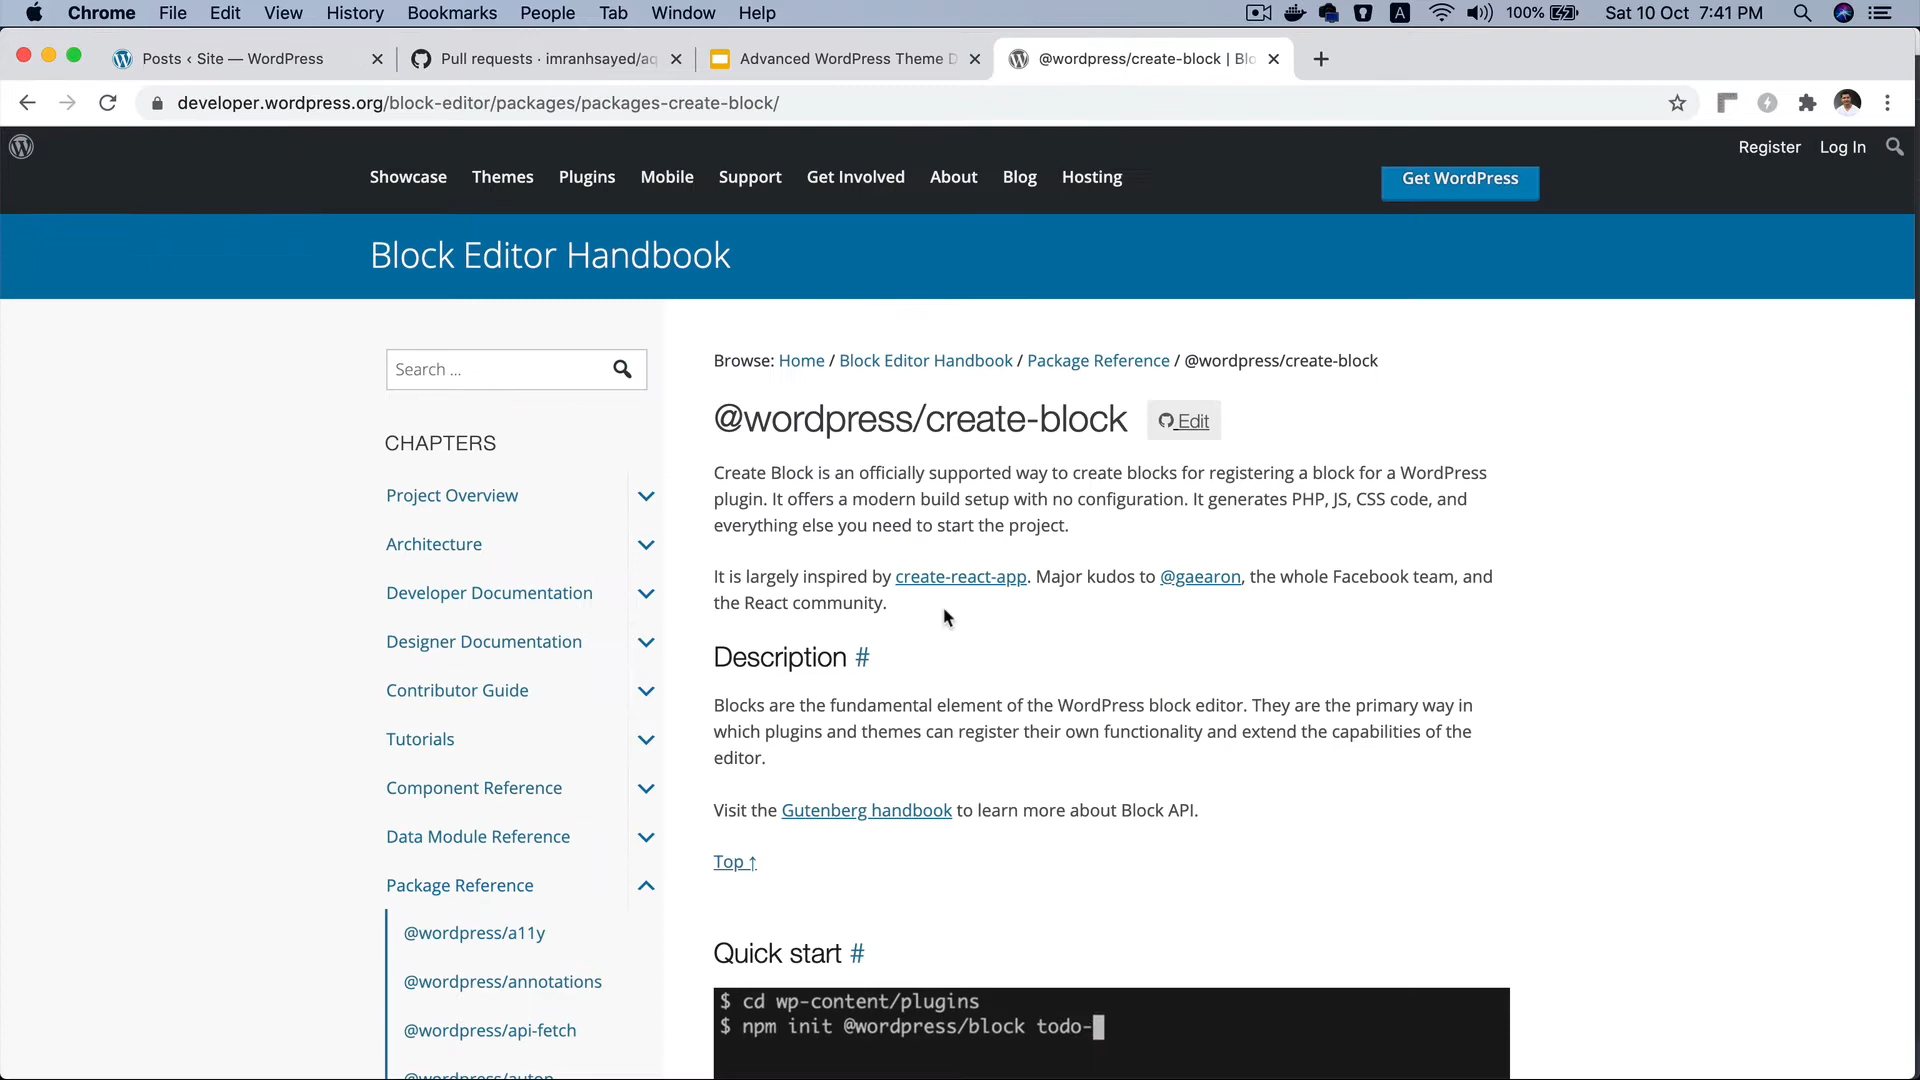 Chrome File Edit View History Bookmarks People Tab Window Help 100% Sat 10 Oct 7:41 PM
Posts ‹ Site — WordPress
Pull requests · imranhsayed/aq
Advanced WordPress Theme D
@wordpress/create-block | Blo
developer.wordpress.org/block-editor/packages/packages-create-block/
Register Log In
Showcase Themes Plugins Mobile Support Get Involved About Blog Hosting
Get WordPress
Block Editor Handbook
Search ...
CHAPTERS
Project Overview
Architecture
Developer Documentation
Designer Documentation
Contributor Guide
Tutorials
Component Reference
Data Module Reference
Package Reference
@wordpress/a11y
@wordpress/annotations
@wordpress/api-fetch
@wordpress/autop
Browse: Home / Block Editor Handbook / Package Reference / @wordpress/create-block
@wordpress/create-block Edit
Create Block is an officially supported way to create blocks for registering a block for a WordPress
plugin. It offers a modern build setup with no configuration. It generates PHP, JS, CSS code, and
everything else you need to start the project.
It is largely inspired by create-react-app. Major kudos to @gaearon, the whole Facebook team, and
the React community.
Description #
Blocks are the fundamental element of the WordPress block editor. They are the primary way in
which plugins and themes can register their own functionality and extend the capabilities of the
editor.
Visit the Gutenberg handbook to learn more about Block API.
Top ↑
Quick start #
$ cd wp-content/plugins
$ npm init @wordpress/block todo-